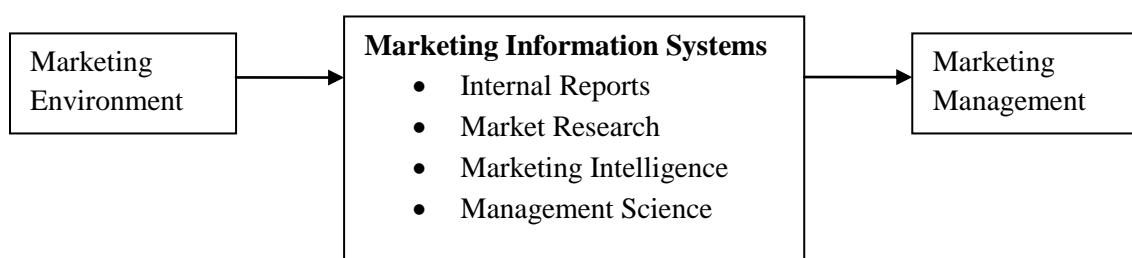 Marketing
Environment
Marketing Information Systems
• Internal Reports
• Market Research
• Marketing Intelligence
• Management Science
Marketing
Management